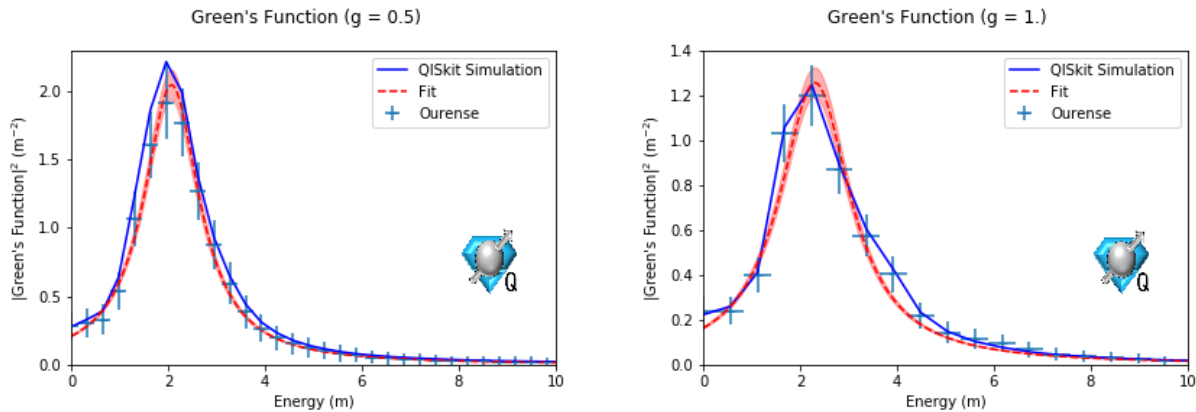 Green's Function (g = 0.5)
|Green's Function|² (m⁻²)
2.0
1.5
1.0
0.5
0.0
0
2
4
6
8
10
Energy (m)
QISkit Simulation
Fit
Ourense
Q
Green's Function (g = 1.)
|Green's Function|² (m⁻²)
1.4
1.2
1.0
0.8
0.6
0.4
0.2
0.0
0
2
4
6
8
10
Energy (m)
QISkit Simulation
Fit
Ourense
Q